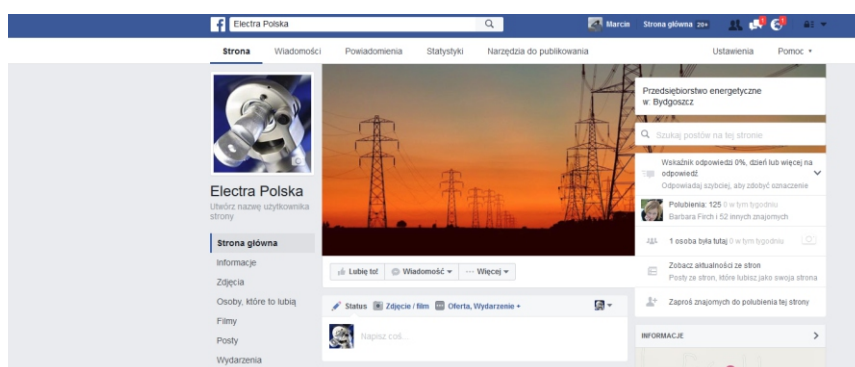 Electra Polska
Marcin
Strona główna 20+
Strona
Wiadomości
Powiadomienia
Statystyki
Narzędzia do publikowania
Ustawienia
Pomoc
Przedsiębiorstwo energetyczne
w: Bydgoszcz
Szukaj postów na tej stronie
Wskaźnik odpowiedzi 0%, dzień lub więcej na
odpowiedź
Odpowiadaj szybciej, aby zdobyć oznaczenie
Polubienia: 125 0 w tym tygodniu
Barbara Firch i 52 innych znajomych
1 osoba była tutaj 0 w tym tygodniu
Zobacz aktualności ze stron
Posty ze stron, które lubisz jako swoja strona
Zaproś znajomych do polubienia tej strony
INFORMACJE
Electra Polska
Utwórz nazwę użytkownika
strony
Strona główna
Informacje
Zdjęcia
Osoby, które to lubią
Filmy
Posty
Wydarzenia
Lubię to!
Wiadomość
Więcej
Status
Zdjęcie / film
Oferta, Wydarzenie +
Napisz coś...